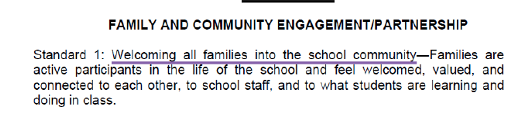 FAMILY AND COMMUNITY ENGAGEMENT/PARTNERSHIP
Standard 1: Welcoming all families into the school community—Families are
active participants in the life of the school and feel welcomed, valued, and
connected to each other, to school staff, and to what students are learning and
doing in class.